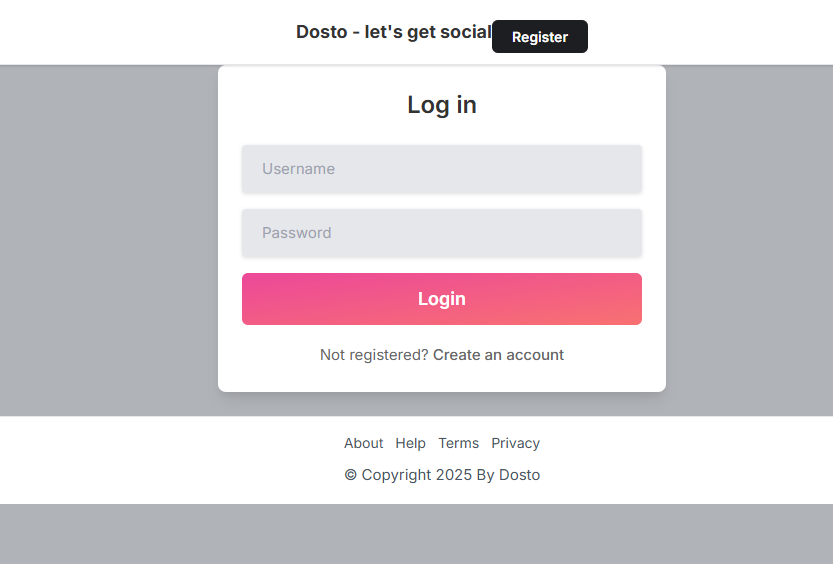 Dosto - let's get social Register
Log in
Username
Password
Login
Not registered? Create an account
About Help Terms Privacy
© Copyright 2025 By Dosto